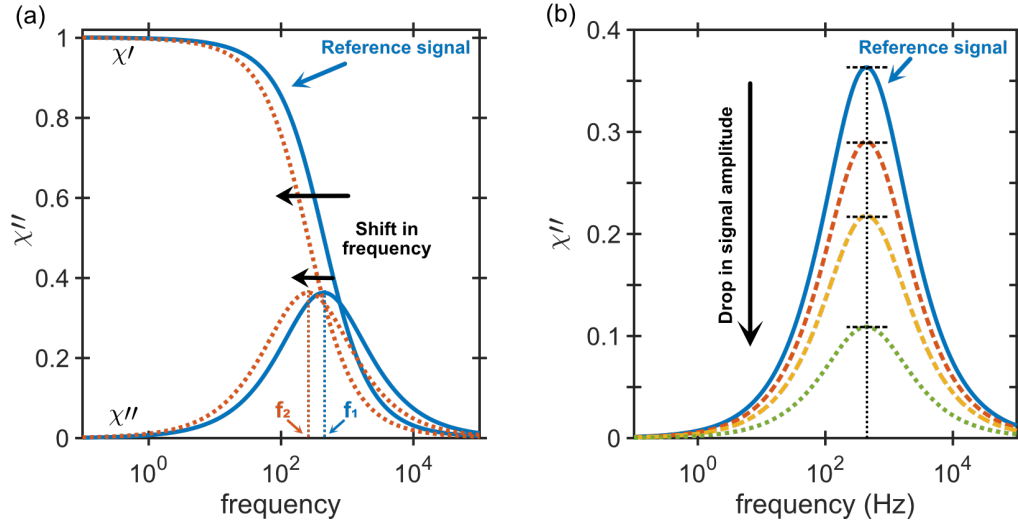 (a)
1
0.8
0.6
0.4
0.2
0
χ''
χ'
Reference signal
Shift in
frequency
χ''
f₂
f₁
10⁰
10²
10⁴
frequency
(b)
0.4
0.3
0.2
0.1
0
χ''
Reference signal
Drop in signal amplitude
10⁰
10²
10⁴
frequency (Hz)